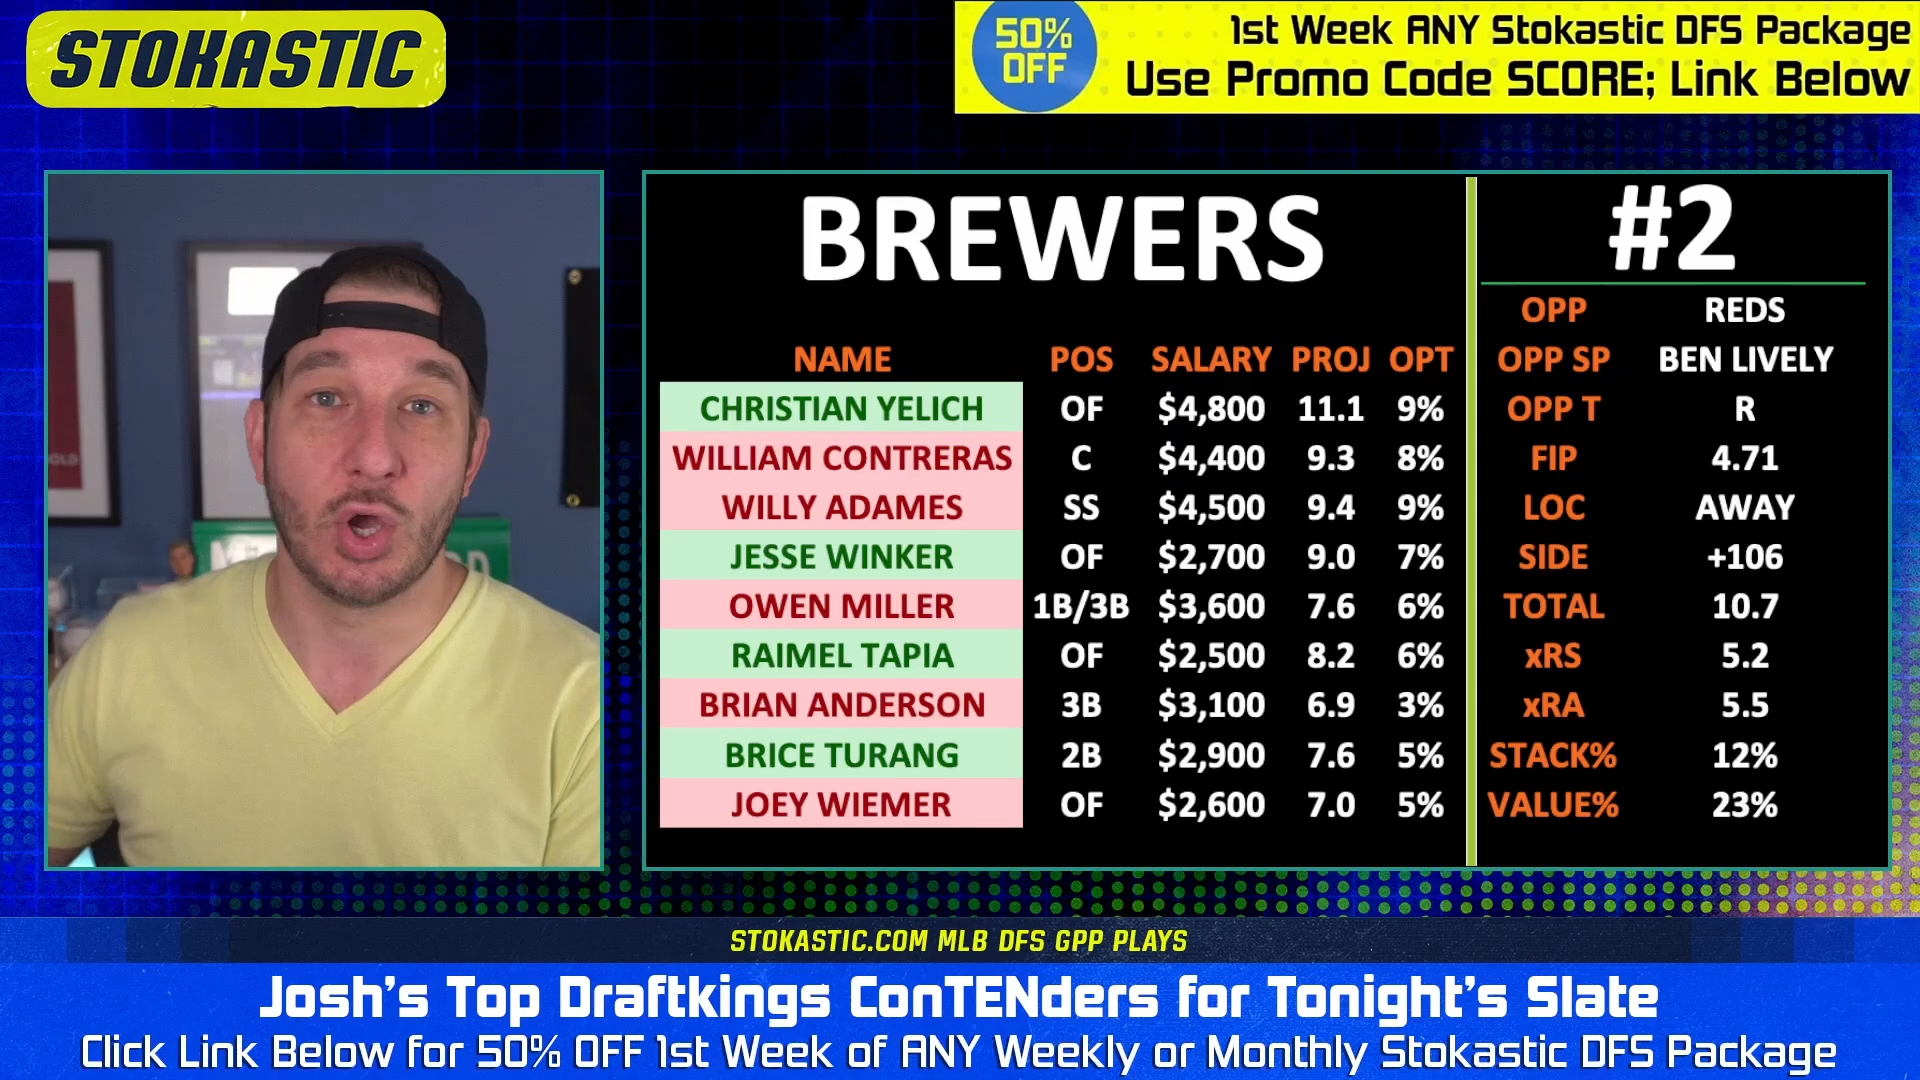 STOKASTIC
50%
OFF
1st Week ANY Stokastic DFS Package
Use Promo Code SCORE; Link Below
BREWERS
NAME POS SALARY PROJ OPT
CHRISTIAN YELICH OF $4,800 11.1 9%
WILLIAM CONTRERAS C $4,400 9.3 8%
WILLY ADAMES SS $4,500 9.4 9%
JESSE WINKER OF $2,700 9.0 7%
OWEN MILLER 1B/3B $3,600 7.6 6%
RAIMEL TAPIA OF $2,500 8.2 6%
BRIAN ANDERSON 3B $3,100 6.9 3%
BRICE TURANG 2B $2,900 7.6 5%
JOEY WIEMER OF $2,600 7.0 5%
#2
OPP REDS
OPP SP BEN LIVELY
OPP T R
FIP 4.71
LOC AWAY
SIDE +106
TOTAL 10.7
xRS 5.2
xRA 5.5
STACK% 12%
VALUE% 23%
STOKASTIC.COM MLB DFS GPP PLAYS
Josh's Top Draftkings ConTENders for Tonight's Slate
Click Link Below for 50% OFF 1st Week of ANY Weekly or Monthly Stokastic DFS Package